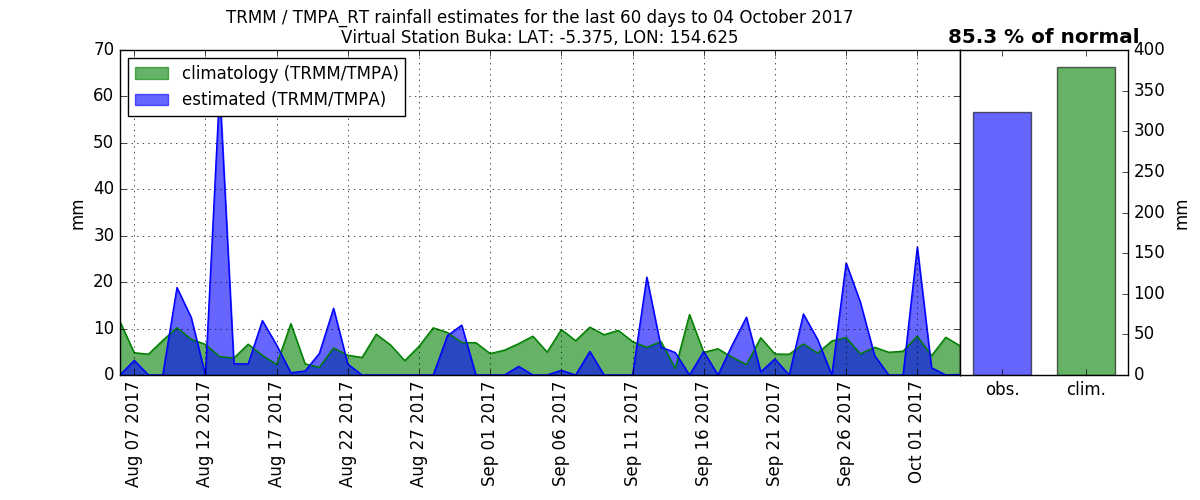 TRMM / TMPA_RT rainfall estimates for the last 60 days to 04 October 2017
Virtual Station Buka: LAT: -5.375, LON: 154.625
85.3 % of normal
climatology (TRMM/TMPA)
estimated (TRMM/TMPA)
70
60
50
40
30
20
10
0
mm
400
350
300
250
200
150
100
50
0
mm
Aug 07 2017
Aug 12 2017
Aug 17 2017
Aug 22 2017
Aug 27 2017
Sep 01 2017
Sep 06 2017
Sep 11 2017
Sep 16 2017
Sep 21 2017
Sep 26 2017
Oct 01 2017
obs.
clim.